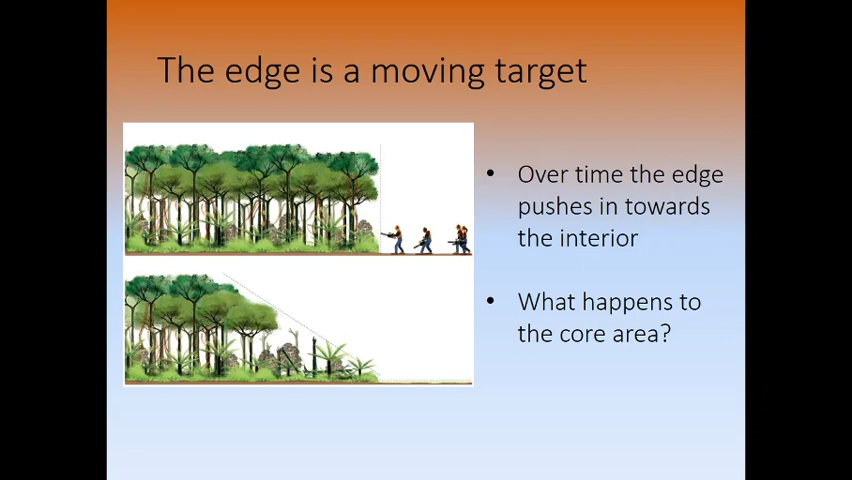 The edge is a moving target
• Over time the edge
pushes in towards
the interior
• What happens to
the core area?